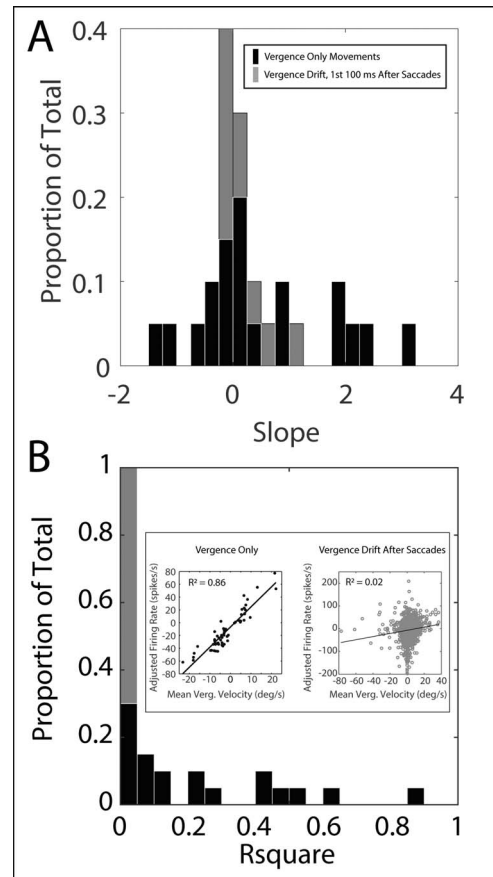 A
0.4
0.3
0.2
0.1
0
Proportion of Total
Vergence Only Movements
Vergence Drift, 1st 100 ms After Saccades
-2
0
2
4
Slope
B
1
0.8
0.6
0.4
0.2
0
Proportion of Total
Vergence Only
R² = 0.86
80
60
40
20
0
-20
-40
-60
-80
Adjusted Firing Rate (spikes/s)
-20
-10
0
10
20
Mean Verg. Velocity (deg/s)
Vergence Drift After Saccades
R² = 0.02
200
100
0
-100
-200
Adjusted Firing Rate (spikes/s)
-80
-60
-40
-20
0
20
40
Mean Verg. Velocity (deg/s)
0
0.2
0.4
0.6
0.8
1
Rsquare